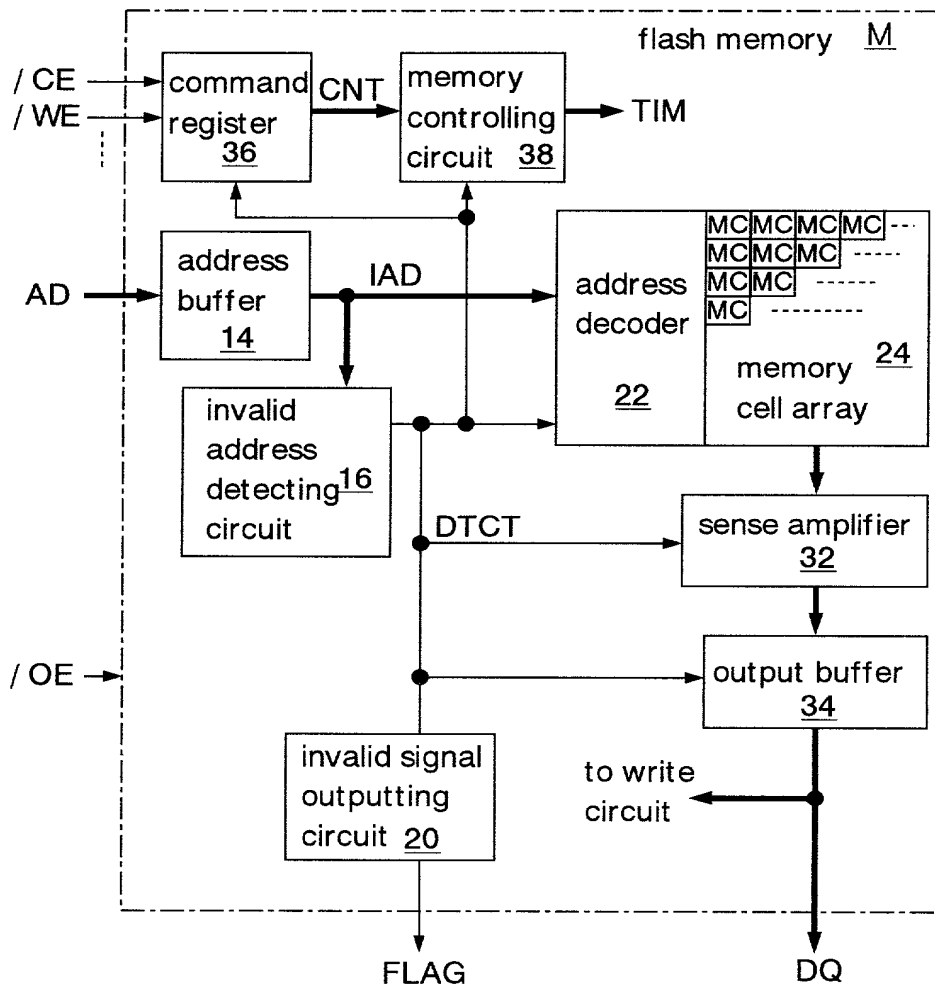 flash memory M
/ CE
/ WE
command
register
36
CNT
memory
controlling
circuit 38
TIM
AD
address
buffer
14
IAD
address
decoder
22
MC MC MC MC
MC MC MC
MC MC
MC
24
memory
cell array
invalid
address
detecting
circuit
16
DTCT
sense amplifier
32
/ OE
output buffer
34
invalid signal
outputting
circuit 20
to write
circuit
FLAG
DQ